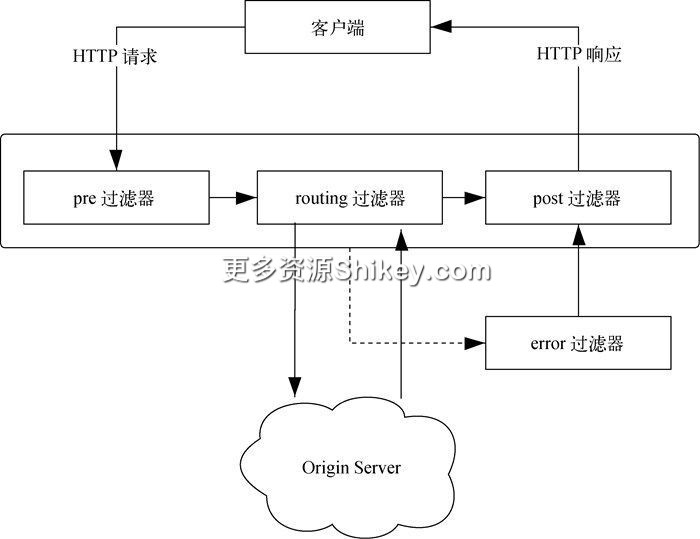 客户端
HTTP 请求
HTTP 响应
pre 过滤器
routing 过滤器
post 过滤器
更多资源Shikey.com
error 过滤器
Origin Server